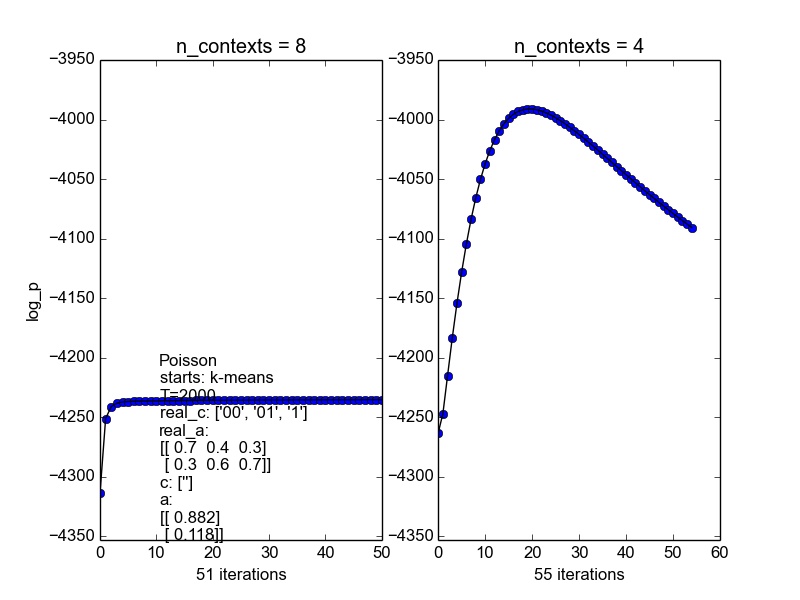 n_contexts = 8
−3950
−4000
−4050
−4100
−4150
−4200
−4250
−4300
−4350
log_p
0
10
20
30
40
50
51 iterations
Poisson
starts: k-means
T=2000
real_c: ['00', '01', '1']
real_a:
[[ 0.7  0.4  0.3]
[ 0.3  0.6  0.7]]
c: ['']
a:
[[ 0.882]
[ 0.118]]
n_contexts = 4
−3950
−4000
−4050
−4100
−4150
−4200
−4250
−4300
−4350
0
10
20
30
40
50
60
55 iterations